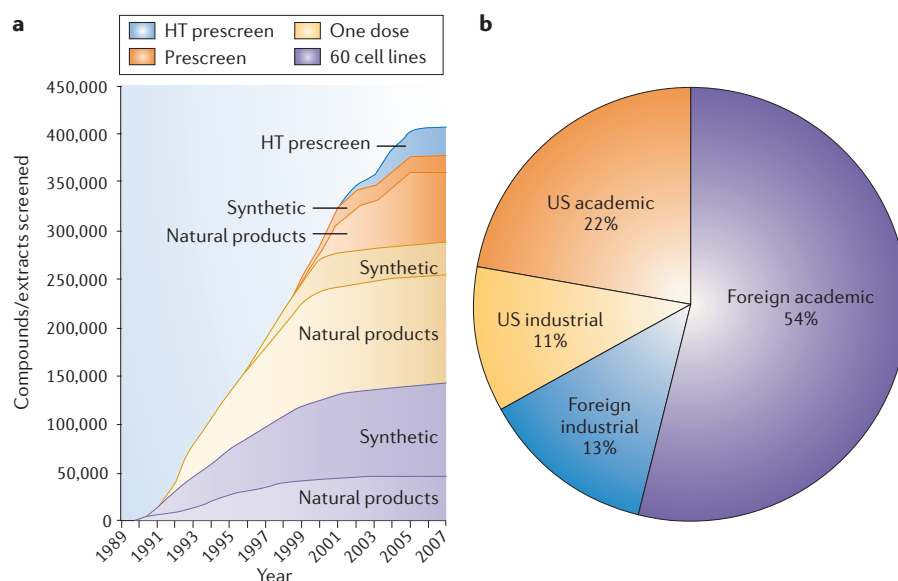 a
HT prescreen
One dose
Prescreen
60 cell lines
Compounds/extracts screened
450,000
400,000
350,000
300,000
250,000
200,000
150,000
100,000
50,000
0
HT prescreen
Synthetic
Natural products
Synthetic
Natural products
Synthetic
Natural products
1989
1991
1993
1995
1997
1999
2001
2003
2005
2007
Year
b
US academic
22%
Foreign academic
54%
US industrial
11%
Foreign
industrial
13%